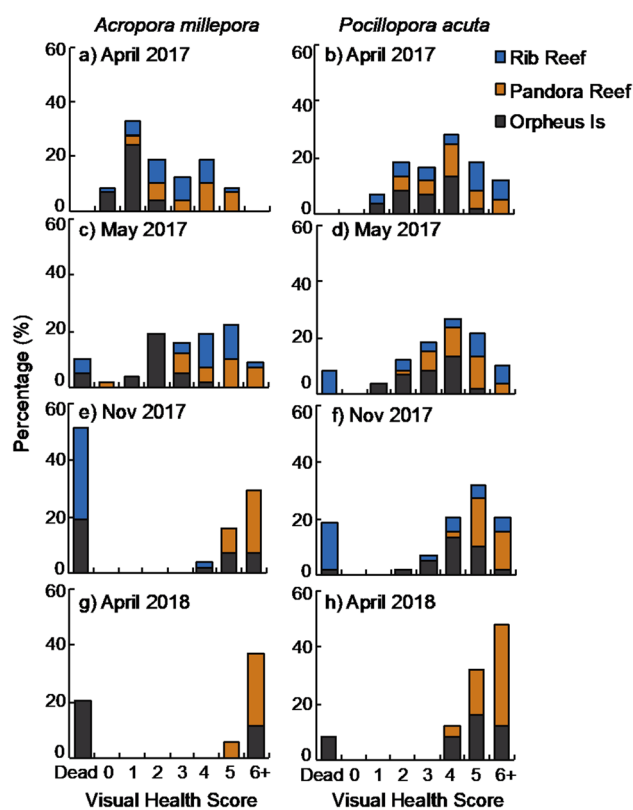 Acropora millepora
Pocillopora acuta
a) April 2017
b) April 2017
Rib Reef
Pandora Reef
Orpheus Is
60
40
20
0
60
40
20
0
c) May 2017
d) May 2017
60
40
20
0
60
40
20
0
Percentage (%)
e) Nov 2017
f) Nov 2017
60
40
20
0
60
40
20
0
g) April 2018
h) April 2018
60
40
20
0
60
40
20
0
Dead 0 1 2 3 4 5 6+
Dead 0 1 2 3 4 5 6+
Visual Health Score
Visual Health Score